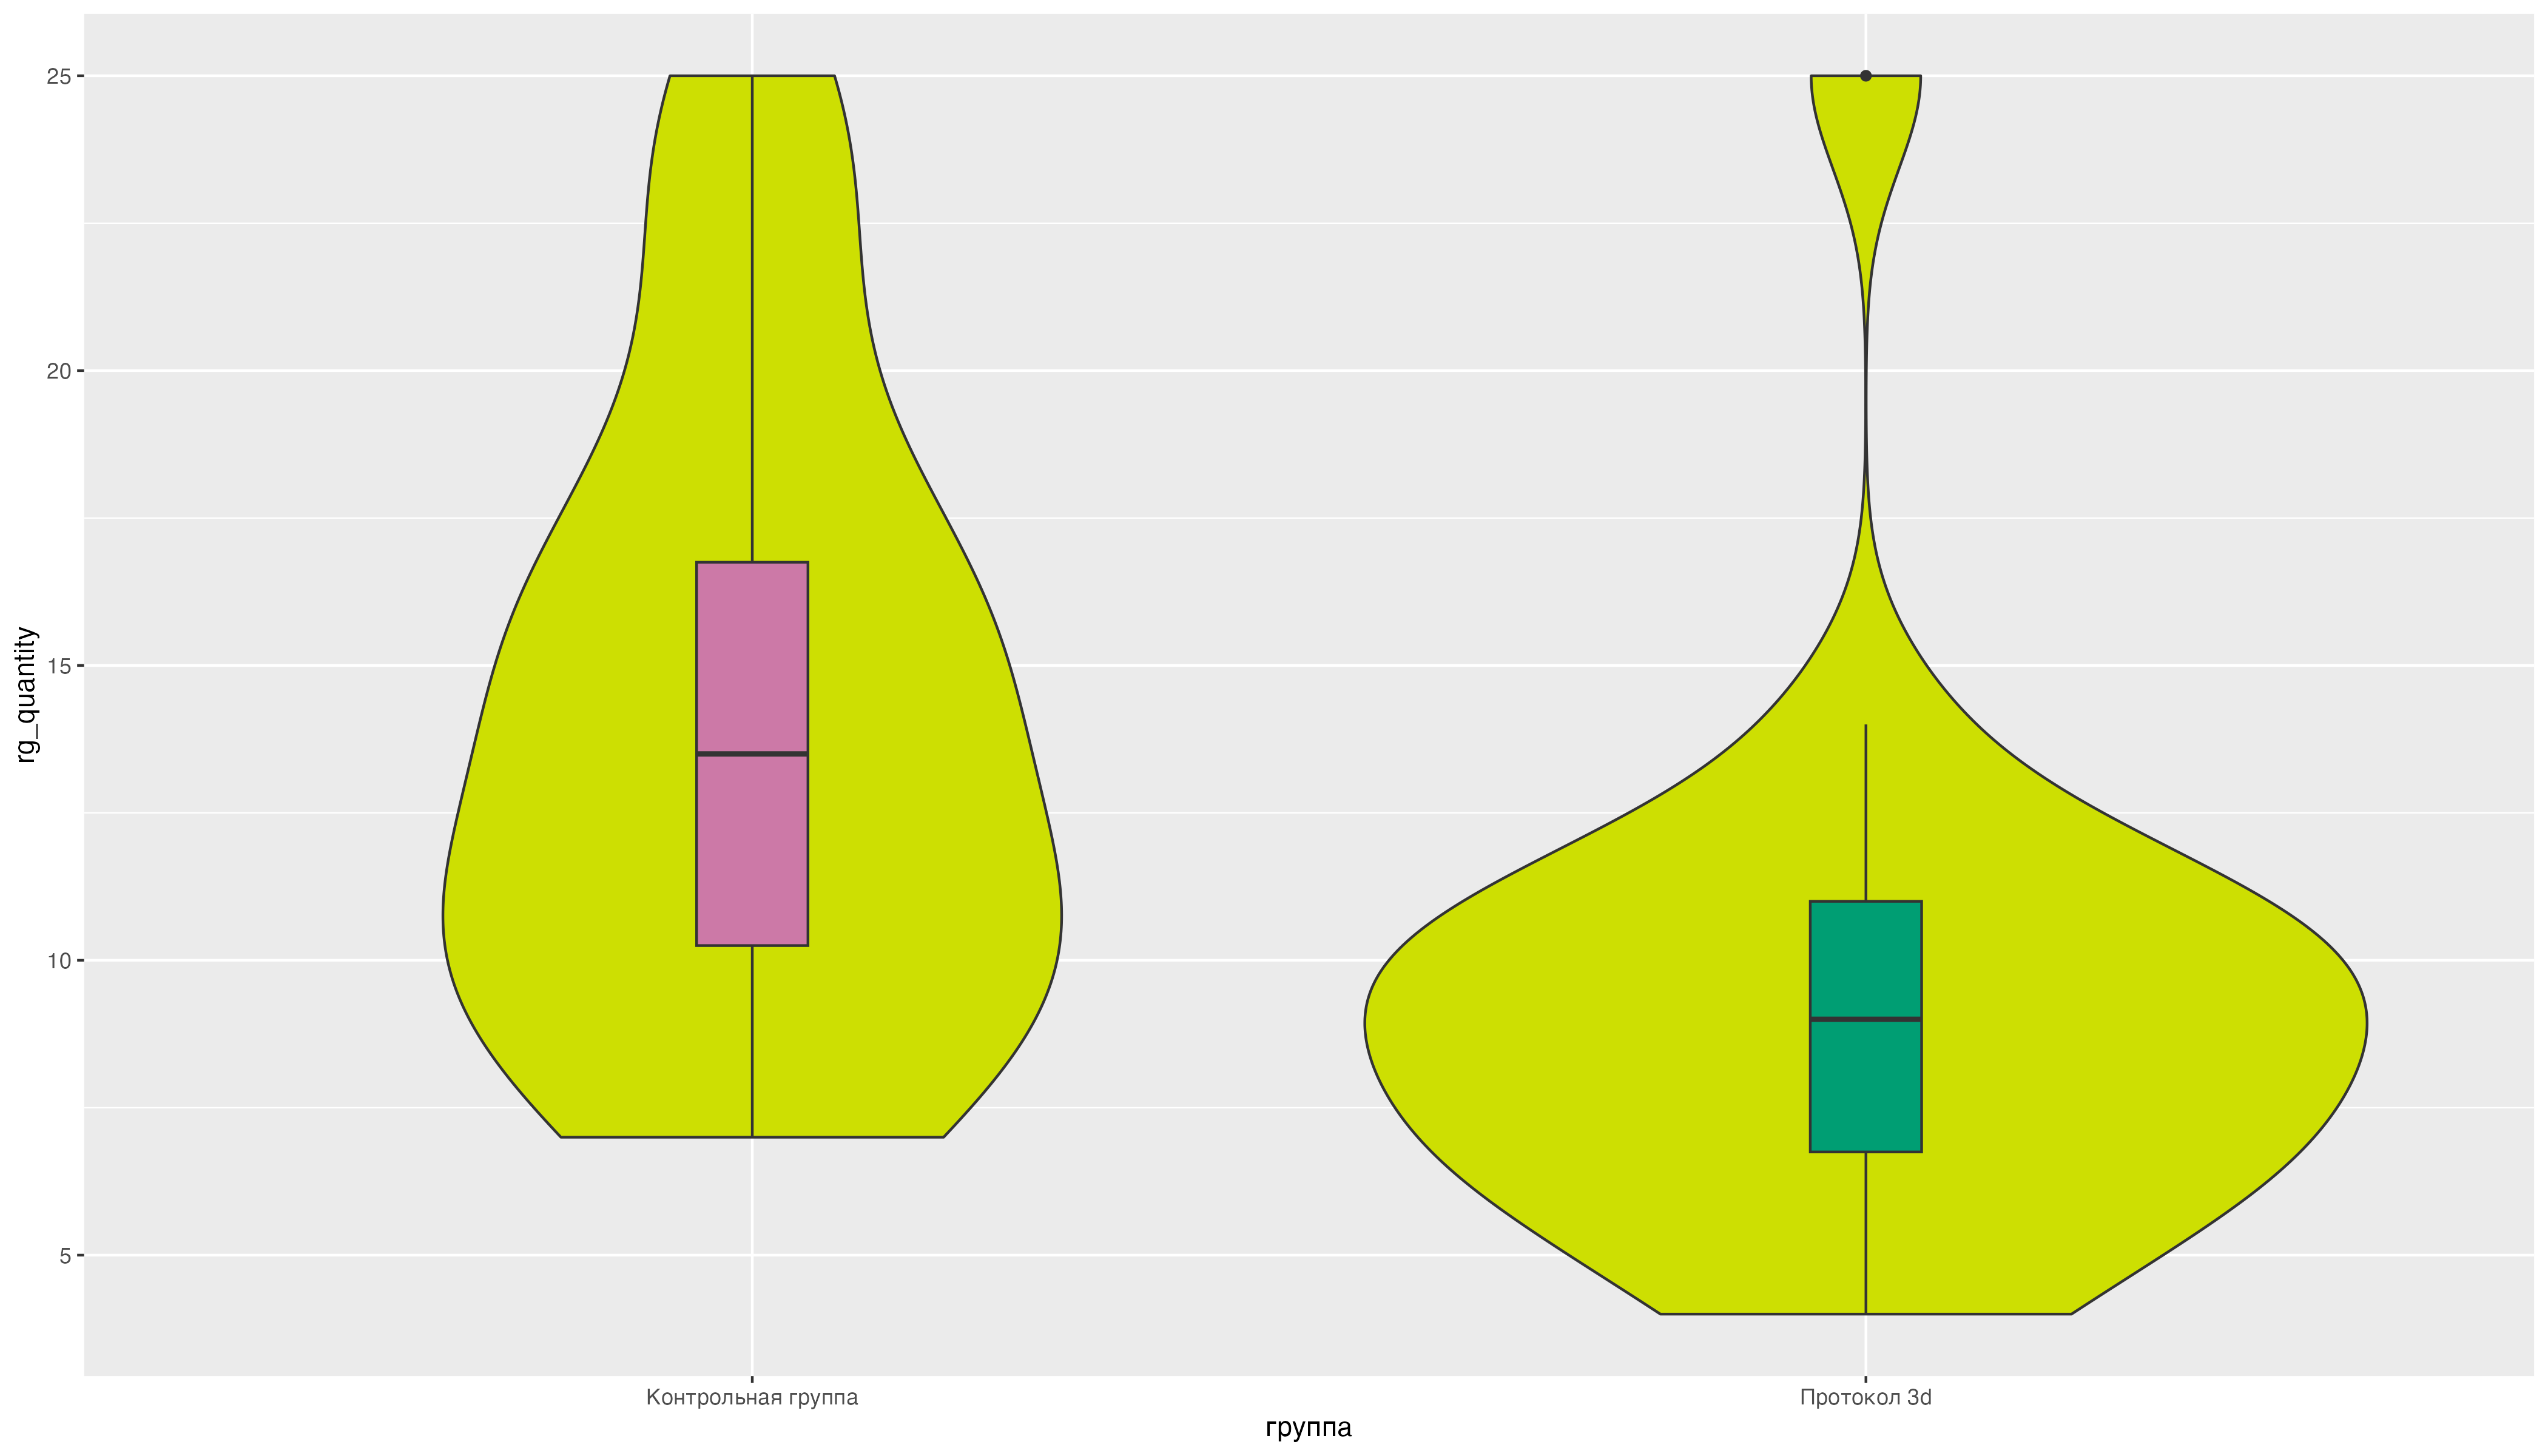 rg_quantity
25
20
15
10
5
Контрольная группа
Протокол 3d
группа